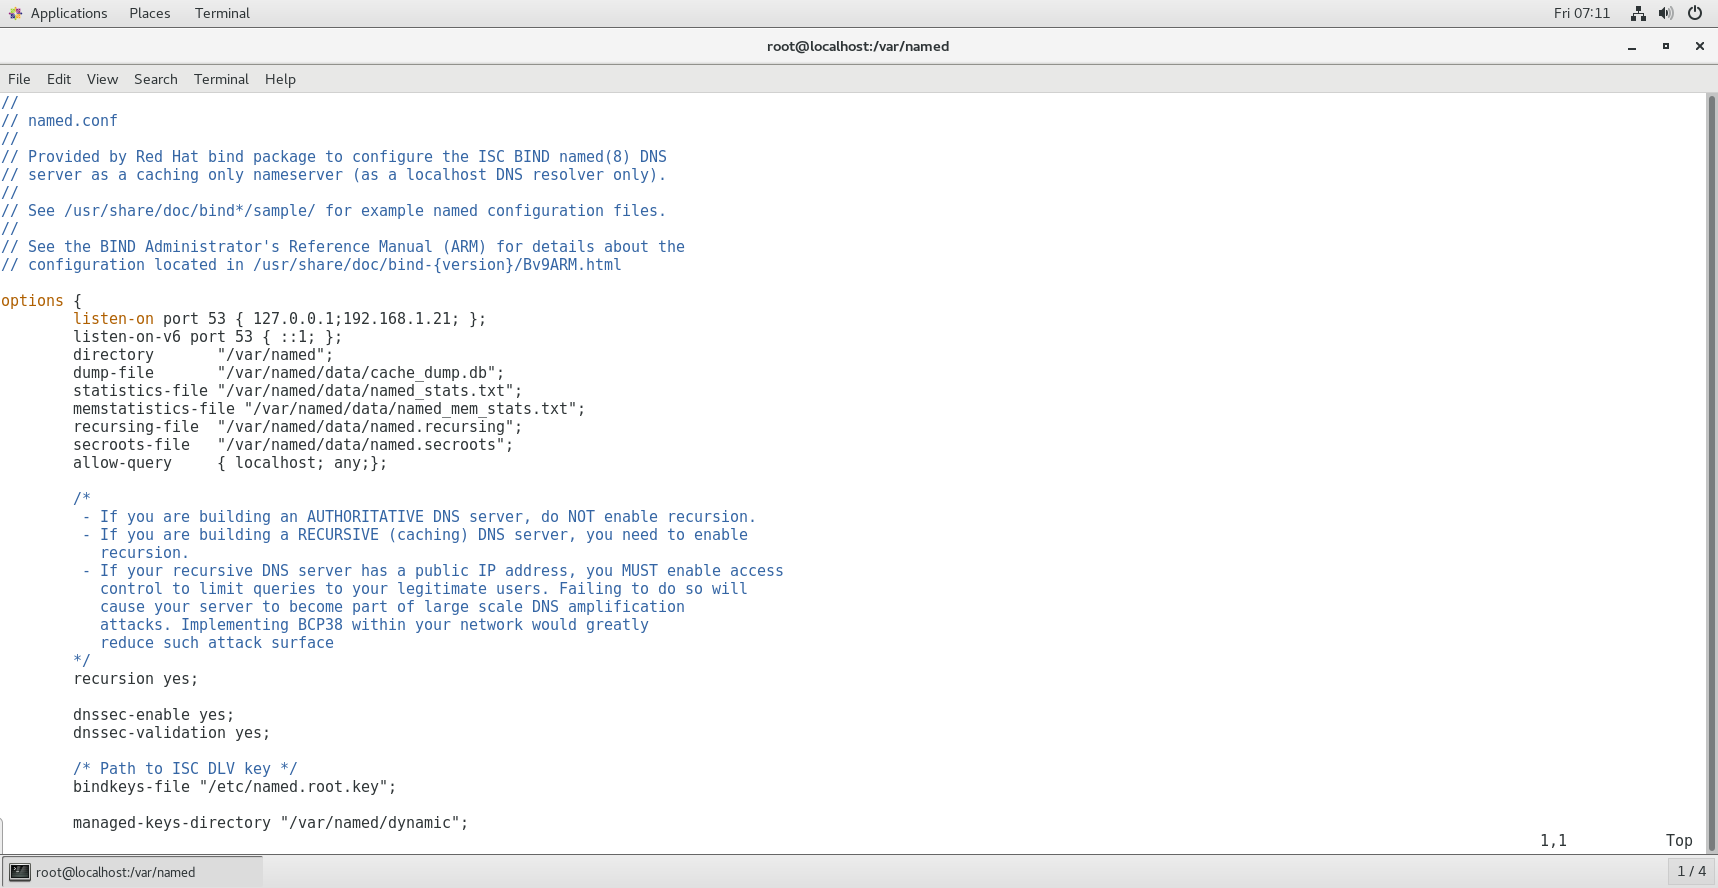 Applications Places Terminal Fri 07:11
root@localhost:/var/named
File Edit View Search Terminal Help
//
// named.conf
//
// Provided by Red Hat bind package to configure the ISC BIND named(8) DNS
// server as a caching only nameserver (as a localhost DNS resolver only).
//
// See /usr/share/doc/bind*/sample/ for example named configuration files.
//
// See the BIND Administrator's Reference Manual (ARM) for details about the
// configuration located in /usr/share/doc/bind-{version}/Bv9ARM.html

options {
        listen-on port 53 { 127.0.0.1;192.168.1.21; };
        listen-on-v6 port 53 { ::1; };
        directory       "/var/named";
        dump-file       "/var/named/data/cache_dump.db";
        statistics-file "/var/named/data/named_stats.txt";
        memstatistics-file "/var/named/data/named_mem_stats.txt";
        recursing-file  "/var/named/data/named.recursing";
        secroots-file   "/var/named/data/named.secroots";
        allow-query     { localhost; any;};

        /*
         - If you are building an AUTHORITATIVE DNS server, do NOT enable recursion.
         - If you are building a RECURSIVE (caching) DNS server, you need to enable
           recursion.
         - If your recursive DNS server has a public IP address, you MUST enable access
           control to limit queries to your legitimate users. Failing to do so will
           cause your server to become part of large scale DNS amplification
           attacks. Implementing BCP38 within your network would greatly
           reduce such attack surface
        */
        recursion yes;

        dnssec-enable yes;
        dnssec-validation yes;

        /* Path to ISC DLV key */
        bindkeys-file "/etc/named.root.key";

        managed-keys-directory "/var/named/dynamic";
1,1 Top
root@localhost:/var/named 1 / 4